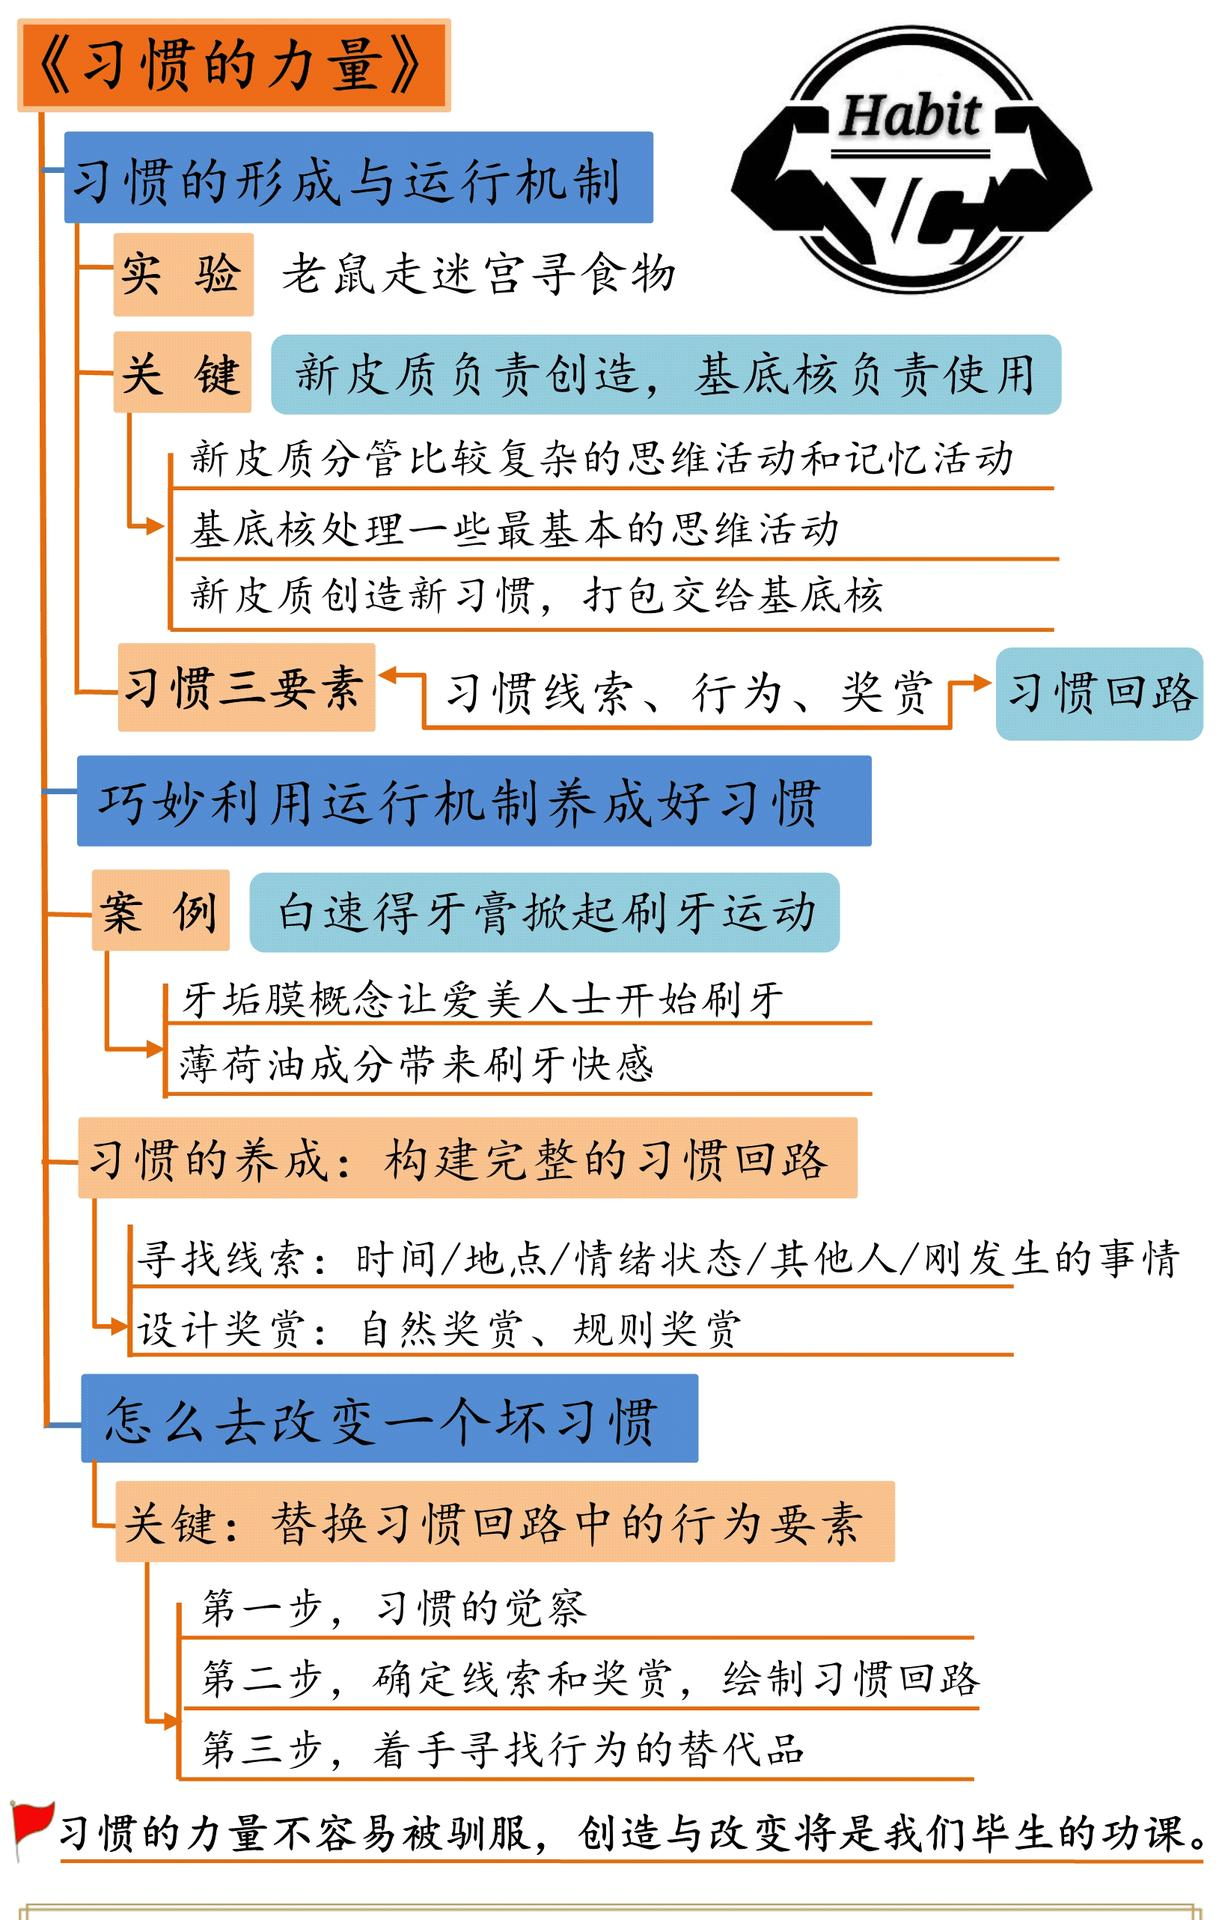 《习惯的力量》
Habit
YC
习惯的形成与运行机制
实 验 老鼠走迷宫寻食物
关 键 新皮质负责创造，基底核负责使用
新皮质分管比较复杂的思维活动和记忆活动
基底核处理一些最基本的思维活动
新皮质创造新习惯，打包交给基底核
习惯三要素 习惯线索、行为、奖赏 习惯回路
巧妙利用运行机制养成好习惯
案 例 白速得牙膏掀起刷牙运动
牙垢膜概念让爱美人士开始刷牙
薄荷油成分带来刷牙快感
习惯的养成：构建完整的习惯回路
寻找线索：时间/地点/情绪状态/其他人/刚发生的事情
设计奖赏：自然奖赏、规则奖赏
怎么去改变一个坏习惯
关键：替换习惯回路中的行为要素
第一步，习惯的觉察
第二步，确定线索和奖赏，绘制习惯回路
第三步，着手寻找行为的替代品
习惯的力量不容易被驯服，创造与改变将是我们毕生的功课。